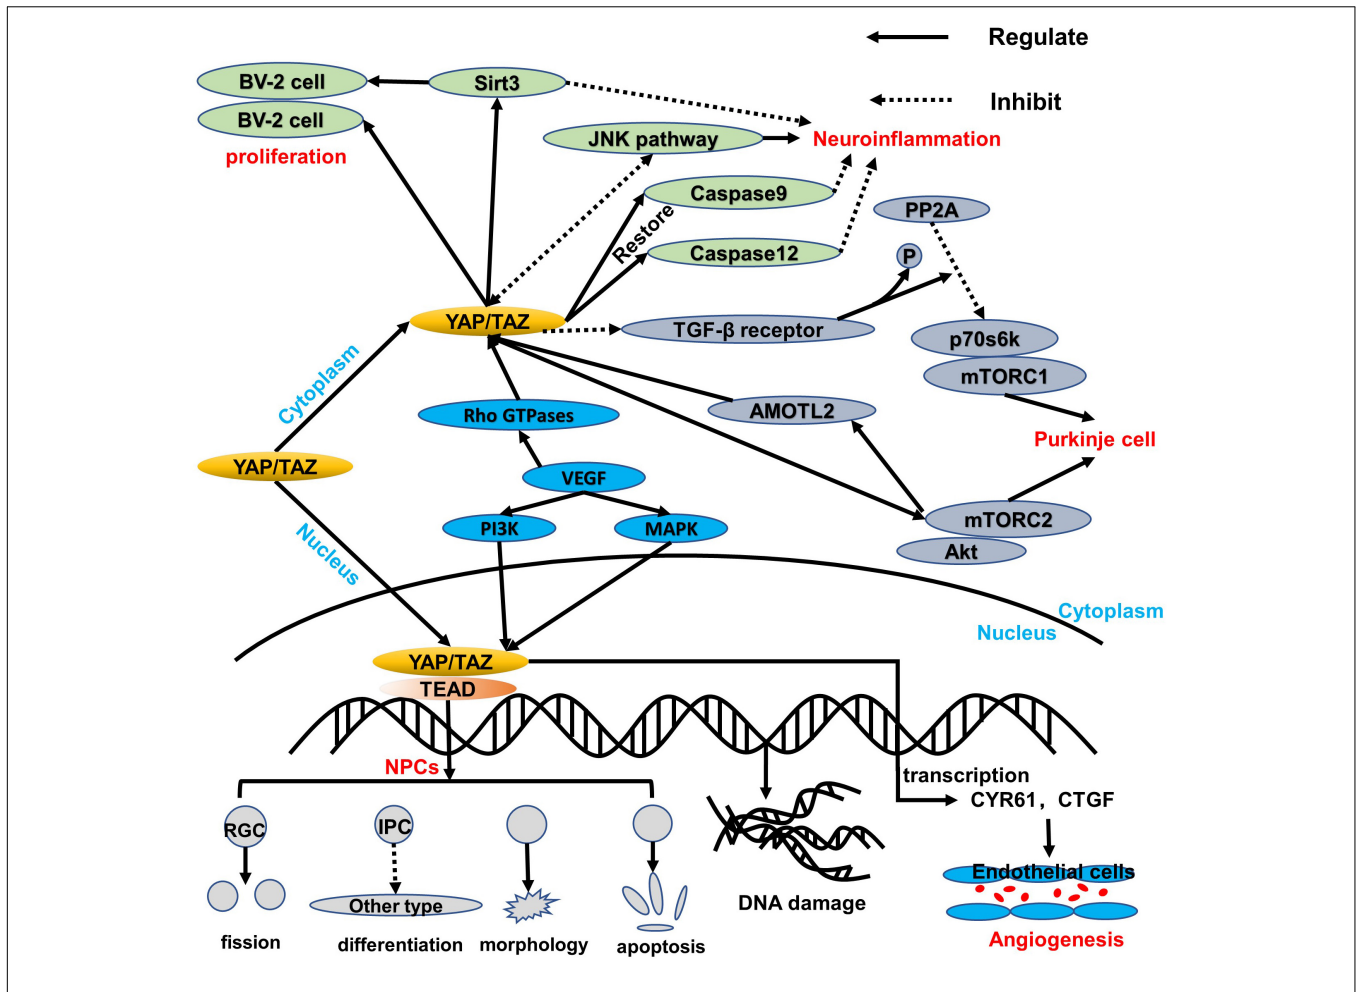 Regulate
Inhibit
BV-2 cell
BV-2 cell
proliferation
Sirt3
JNK pathway
Neuroinflammation
Caspase9
Restore
Caspase12
PP2A
P
YAP/TAZ
TGF-β receptor
p70s6k
mTORC1
Cytoplasm
Rho GTPases
AMOTL2
Purkinje cell
YAP/TAZ
VEGF
PI3K
MAPK
mTORC2
Akt
Nucleus
Cytoplasm
Nucleus
YAP/TAZ
TEAD
NPCs
transcription
CYR61, CTGF
RGC
IPC
Other type
Endothelial cells
DNA damage
fission
differentiation
morphology
apoptosis
Angiogenesis